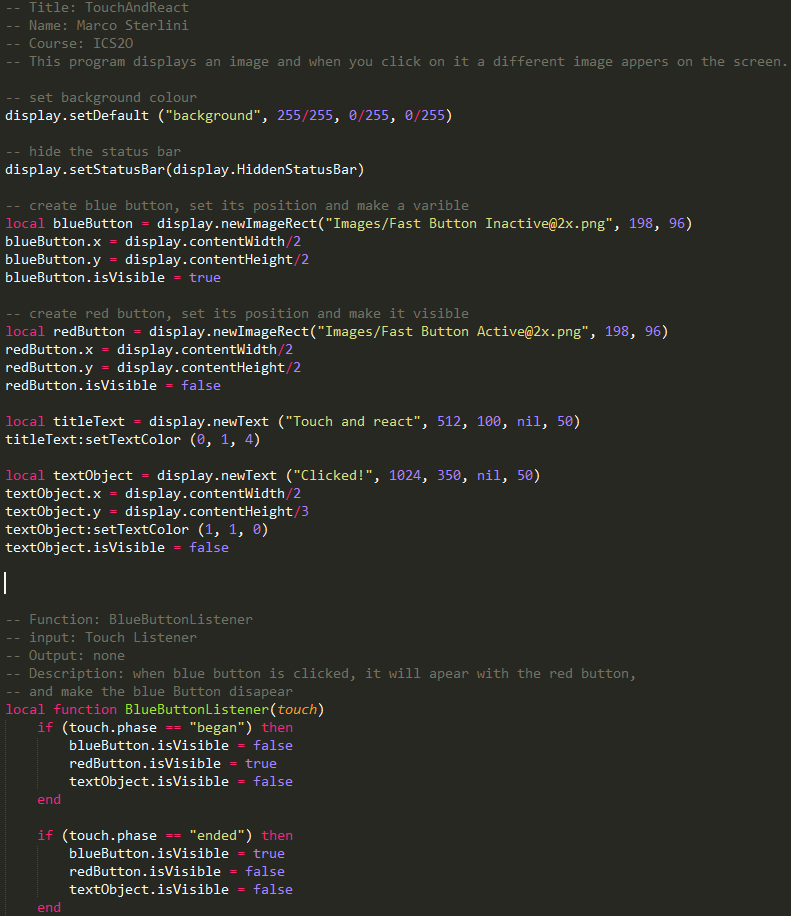 -- Title: TouchAndReact
-- Name: Marco Sterlini
-- Course: ICS2O
-- This program displays an image and when you click on it a different image appers on the screen.
-- set background colour
display.setDefault ("background", 255/255, 0/255, 0/255)
-- hide the status bar
display.setStatusBar(display.HiddenStatusBar)
-- create blue button, set its position and make a varible
local blueButton = display.newImageRect("Images/Fast Button Inactive@2x.png", 198, 96)
blueButton.x = display.contentWidth/2
blueButton.y = display.contentHeight/2
blueButton.isVisible = true
-- create red button, set its position and make it visible
local redButton = display.newImageRect("Images/Fast Button Active@2x.png", 198, 96)
redButton.x = display.contentWidth/2
redButton.y = display.contentHeight/2
redButton.isVisible = false
local titleText = display.newText ("Touch and react", 512, 100, nil, 50)
titleText:setTextColor (0, 1, 4)
local textObject = display.newText ("Clicked!", 1024, 350, nil, 50)
textObject.x = display.contentWidth/2
textObject.y = display.contentHeight/3
textObject:setTextColor (1, 1, 0)
textObject.isVisible = false
-- Function: BlueButtonListener
-- input: Touch Listener
-- Output: none
-- Description: when blue button is clicked, it will apear with the red button,
-- and make the blue Button disapear
local function BlueButtonListener(touch)
    if (touch.phase == "began") then
        blueButton.isVisible = false
        redButton.isVisible = true
        textObject.isVisible = false
    end
    if (touch.phase == "ended") then
        blueButton.isVisible = true
        redButton.isVisible = false
        textObject.isVisible = false
    end